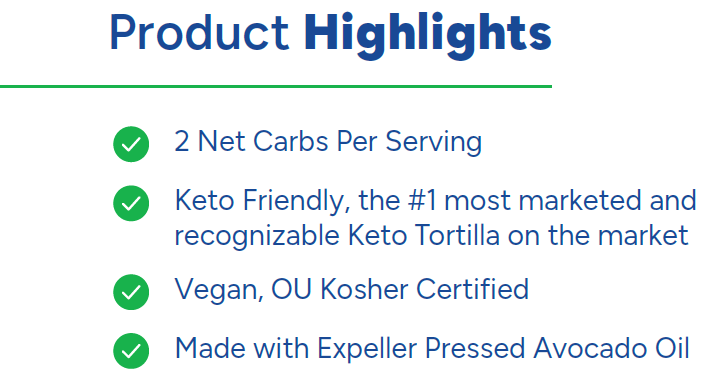 Product Highlights
2 Net Carbs Per Serving
Keto Friendly, the #1 most marketed and
recognizable Keto Tortilla on the market
Vegan, OU Kosher Certified
Made with Expeller Pressed Avocado Oil